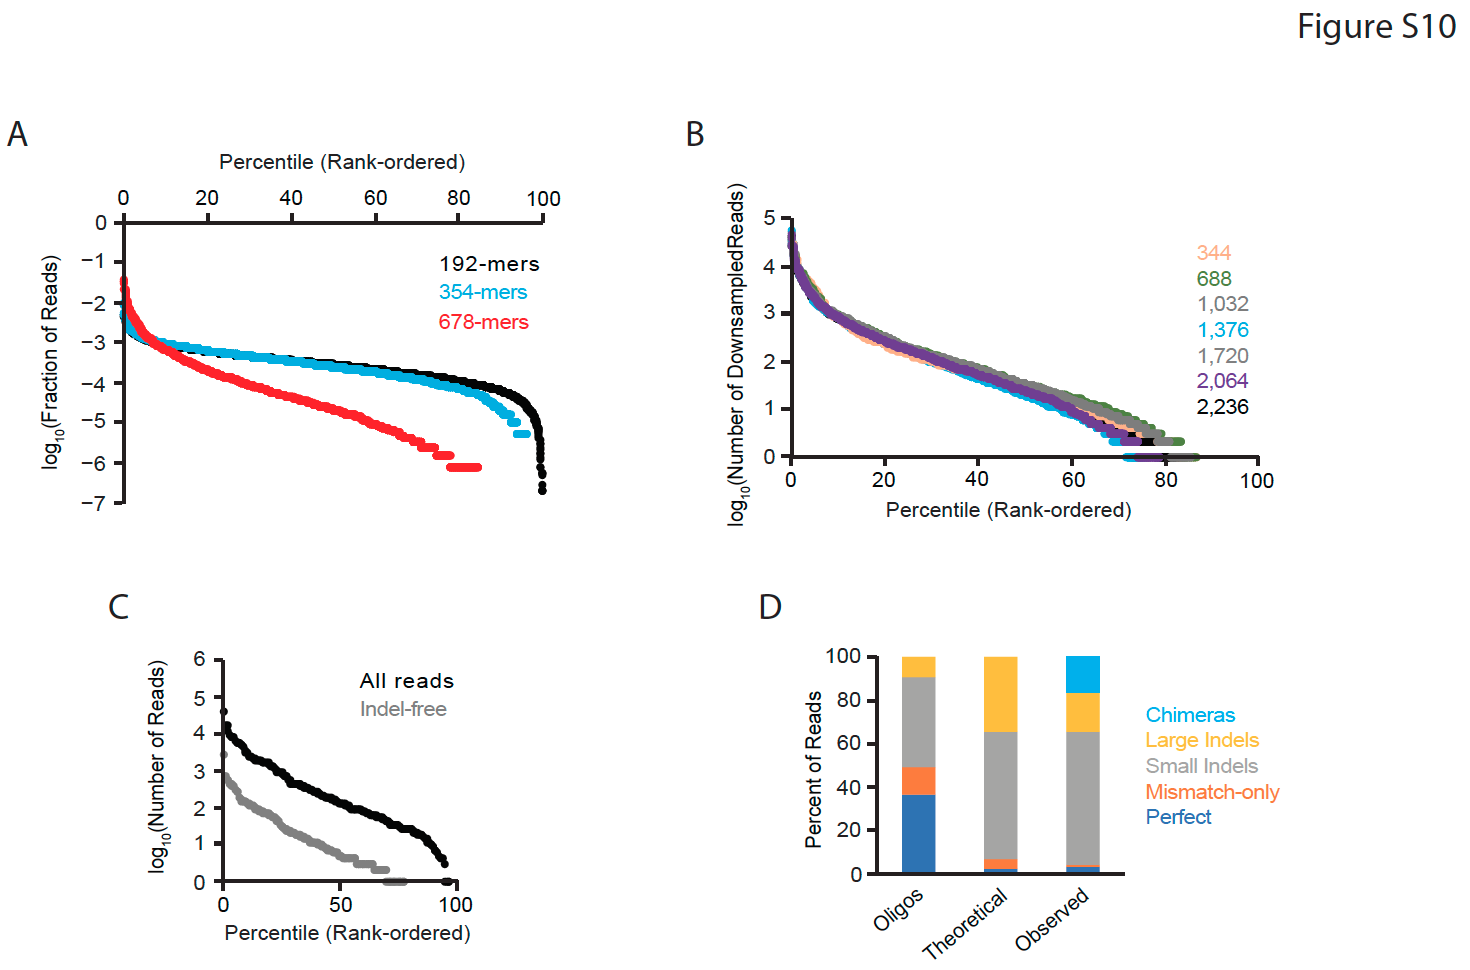 Figure S10
A
Percentile (Rank-ordered)
0 20 40 60 80 100
log10(Fraction of Reads)
0
−1
−2
−3
−4
−5
−6
−7
192-mers
354-mers
678-mers
B
log10(Number of DownsampledReads)
5
4
3
2
1
0
0 20 40 60 80 100
Percentile (Rank-ordered)
344
688
1,032
1,376
1,720
2,064
2,236
C
log10(Number of Reads)
6
5
4
3
2
1
0
0 50 100
Percentile (Rank-ordered)
All reads
Indel-free
D
Percent of Reads
100
80
60
40
20
0
Oligos
Theoretical
Observed
Chimeras
Large Indels
Small Indels
Mismatch-only
Perfect